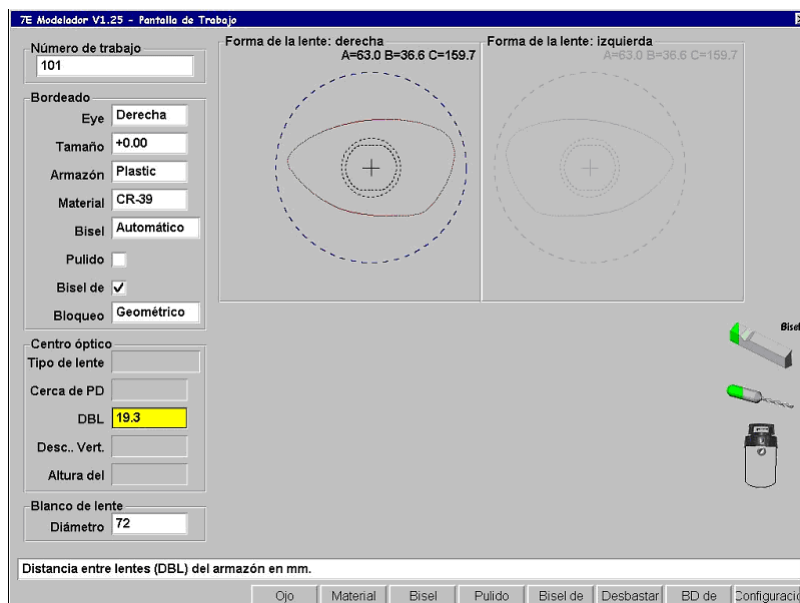 7E Modelador V1.25 - Pantalla de Trabajo
Número de trabajo
101
Bordeado
Eye Derecha
Tamaño +0.00
Armazón Plastic
Material CR-39
Bisel Automático
Pulido
Bisel de
Bloqueo Geométrico
Centro óptico
Tipo de lente
Cerca de PD
DBL 19.3
Desc.. Vert.
Altura del
Blanco de lente
Diámetro 72
Forma de la lente: derecha
A=63.0 B=36.6 C=159.7
Forma de la lente: izquierda
A=63.0 B=36.6 C=159.7
Bisel
Distancia entre lentes (DBL) del armazón en mm.
Ojo Material Bisel Pulido Bisel de Desbastar BD de Configuració